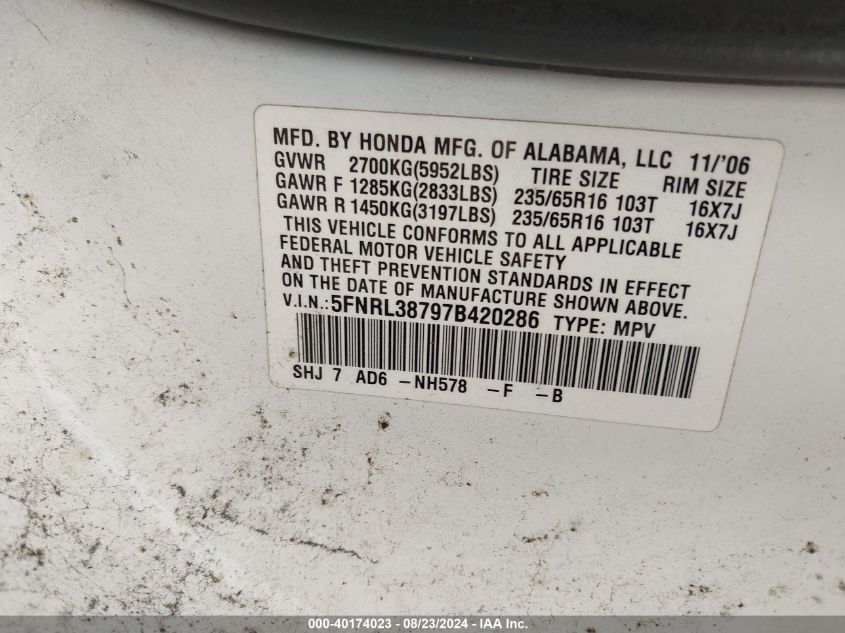 MFD. BY HONDA MFG. OF ALABAMA, LLC 11/'06
GVWR 2700KG(5952LBS) TIRE SIZE RIM SIZE
GAWR F 1285KG(2833LBS) 235/65R16 103T 16X7J
GAWR R 1450KG(3197LBS) 235/65R16 103T 16X7J
THIS VEHICLE CONFORMS TO ALL APPLICABLE
FEDERAL MOTOR VEHICLE SAFETY
AND THEFT PREVENTION STANDARDS IN EFFECT
ON THE DATE OF MANUFACTURE SHOWN ABOVE.
V.I.N.:5FNRL38797B420286 TYPE: MPV
SHJ 7 AD6 -NH578 -F -B
000-40174023 - 08/23/2024 - IAA Inc.